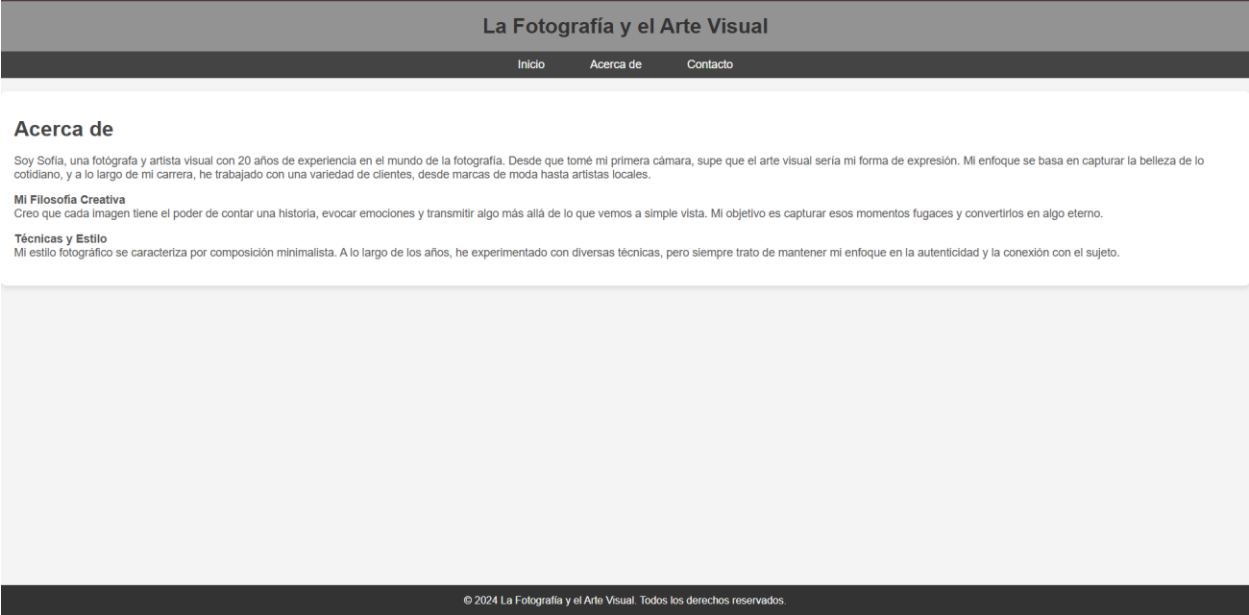 La Fotografía y el Arte Visual
Inicio Acerca de Contacto
Acerca de
Soy Sofía, una fotógrafa y artista visual con 20 años de experiencia en el mundo de la fotografía. Desde que tomé mi primera cámara, supe que el arte visual sería mi forma de expresión. Mi enfoque se basa en capturar la belleza de lo
cotidiano, y a lo largo de mi carrera, he trabajado con una variedad de clientes, desde marcas de moda hasta artistas locales.
Mi Filosofía Creativa
Creo que cada imagen tiene el poder de contar una historia, evocar emociones y transmitir algo más allá de lo que vemos a simple vista. Mi objetivo es capturar esos momentos fugaces y convertirlos en algo eterno.
Técnicas y Estilo
Mi estilo fotográfico se caracteriza por composición minimalista. A lo largo de los años, he experimentado con diversas técnicas, pero siempre trato de mantener mi enfoque en la autenticidad y la conexión con el sujeto.
© 2024 La Fotografía y el Arte Visual. Todos los derechos reservados.